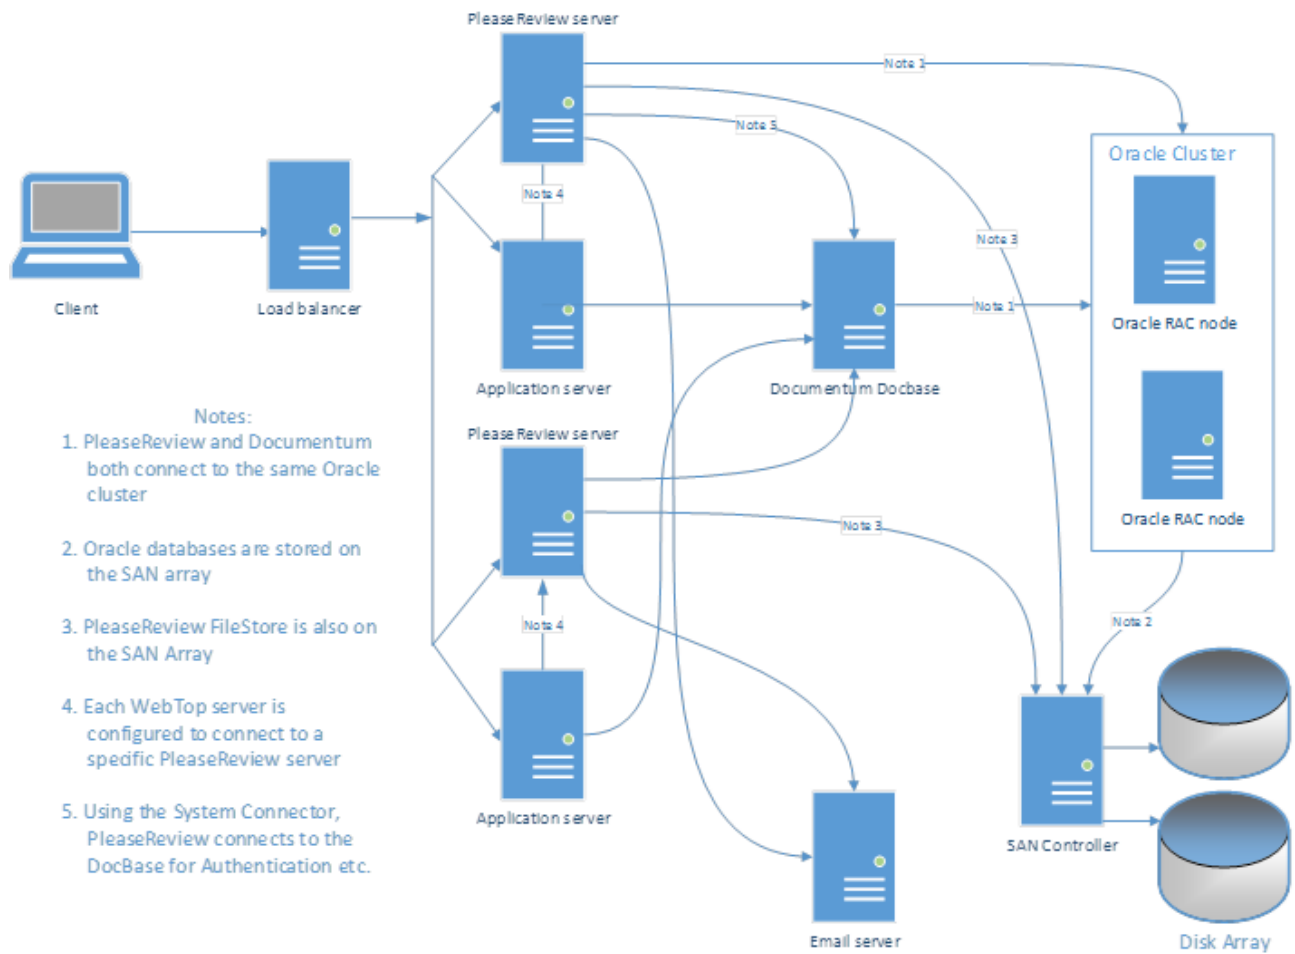 PleaseReview server
Note 1
Note 5
Oracle Cluster
Note 4
Note 3
Client
Load balancer
Note 1
Oracle RAC node
Application server
Documentum Docbase
Notes:
1. PleaseReview and Documentum
both connect to the same Oracle
cluster
2. Oracle databases are stored on
the SAN array
3. PleaseReview FileStore is also on
the SAN Array
4. Each WebTop server is
configured to connect to a
specific PleaseReview server
5. Using the System Connector,
PleaseReview connects to the
DocBase for Authentication etc.
PleaseReview server
Note 3
Oracle RAC node
Note 4
Note 2
Application server
SAN Controller
Email server
Disk Array